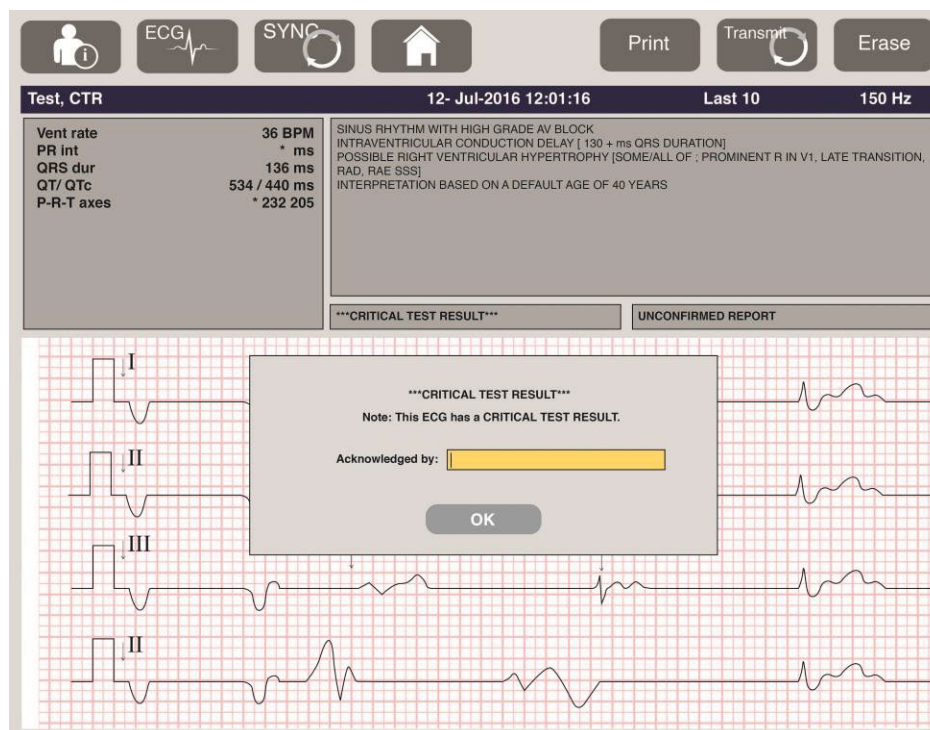 ECG
SYNC
Print
Transmit
Erase
Test, CTR 12- Jul-2016 12:01:16 Last 10 150 Hz
Vent rate 36 BPM
PR int * ms
QRS dur 136 ms
QT/ QTc 534 / 440 ms
P-R-T axes * 232 205
SINUS RHYTHM WITH HIGH GRADE AV BLOCK
INTRAVENTRICULAR CONDUCTION DELAY [ 130 + ms QRS DURATION]
POSSIBLE RIGHT VENTRICULAR HYPERTROPHY [SOME/ALL OF ; PROMINENT R IN V1, LATE TRANSITION,
RAD, RAE SSS]
INTERPRETATION BASED ON A DEFAULT AGE OF 40 YEARS
***CRITICAL TEST RESULT*** UNCONFIRMED REPORT
I
***CRITICAL TEST RESULT***
Note: This ECG has a CRITICAL TEST RESULT.
Acknowledged by:
OK
II
III
II